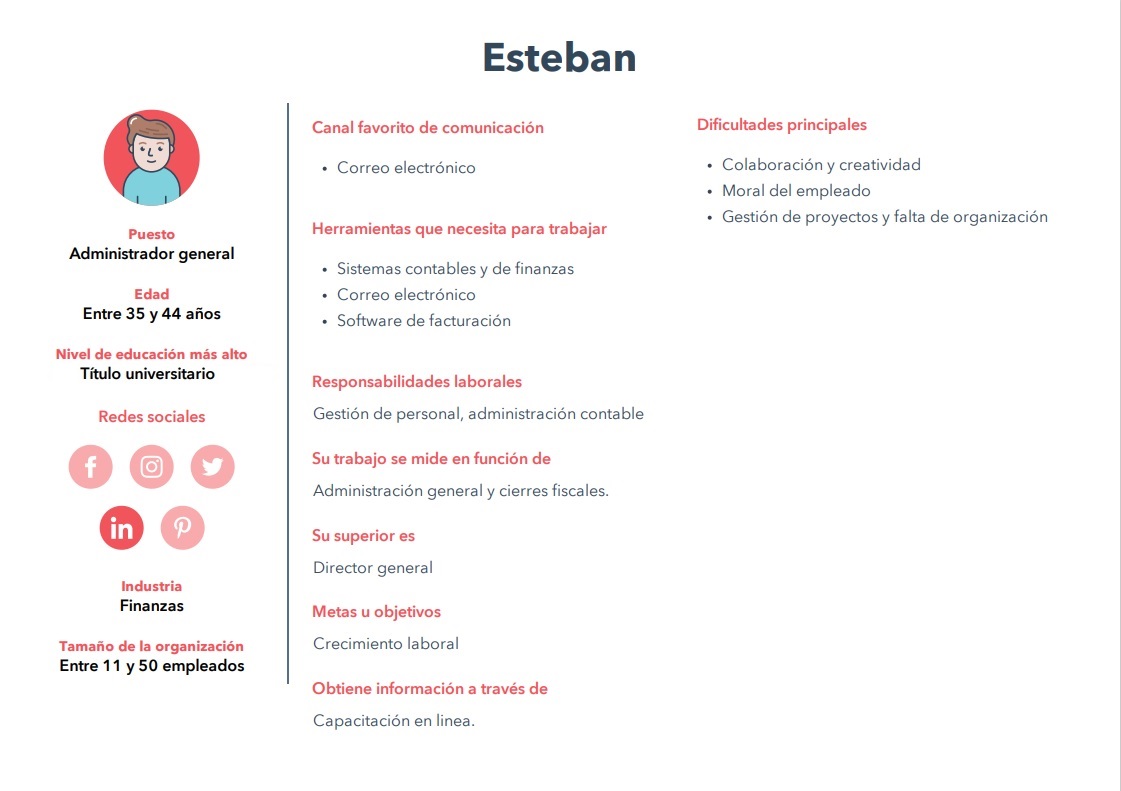 Esteban
Puesto
Administrador general
Edad
Entre 35 y 44 años
Nivel de educación más alto
Título universitario
Redes sociales
f
in
Industria
Finanzas
Tamaño de la organización
Entre 11 y 50 empleados
Canal favorito de comunicación
• Correo electrónico
Herramientas que necesita para trabajar
• Sistemas contables y de finanzas
• Correo electrónico
• Software de facturación
Responsabilidades laborales
Gestión de personal, administración contable
Su trabajo se mide en función de
Administración general y cierres fiscales.
Su superior es
Director general
Metas u objetivos
Crecimiento laboral
Obtiene información a través de
Capacitación en linea.
Dificultades principales
• Colaboración y creatividad
• Moral del empleado
• Gestión de proyectos y falta de organización